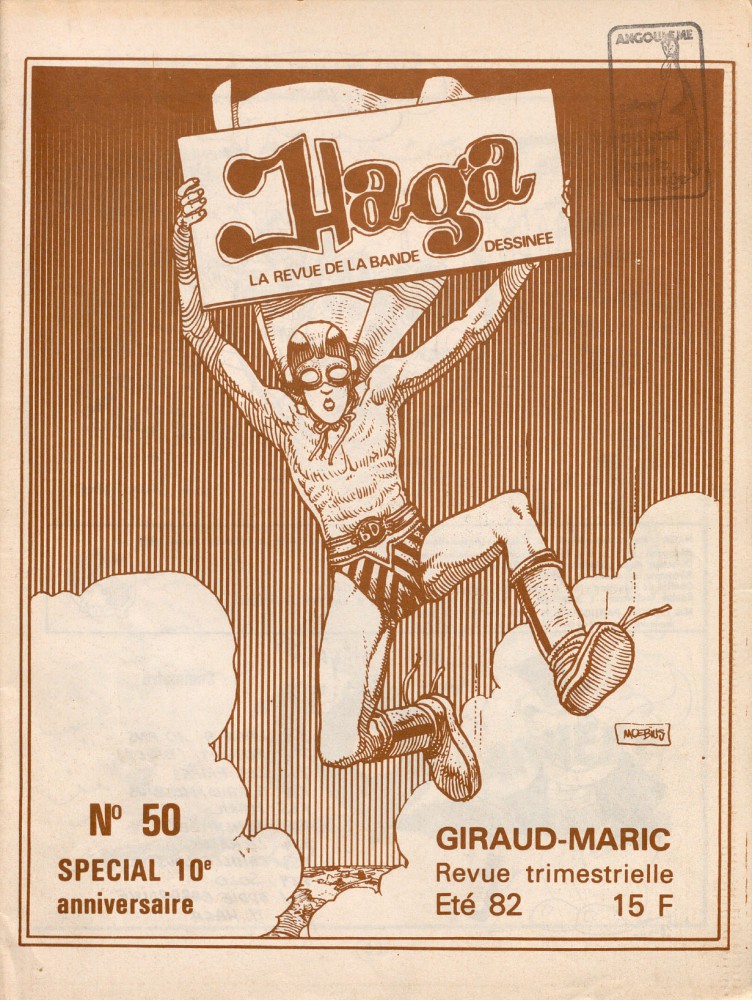 ANGOULEME
Haga
LA REVUE DE LA BANDE DESSINEE
BD
MOEBIUS
Nº 50
SPECIAL 10e
anniversaire
GIRAUD-MARIC
Revue trimestrielle
Eté 82 15 F